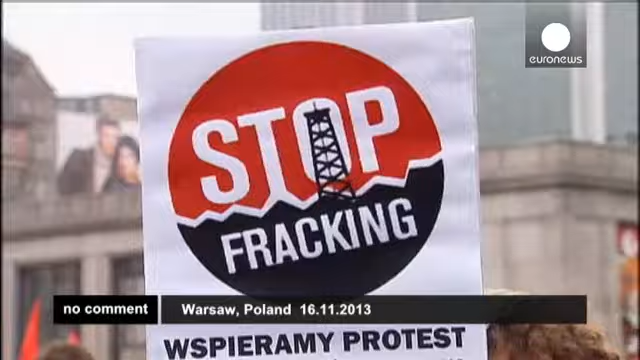 euronews
STOP
FRACKING
no comment
Warsaw, Poland 16.11.2013
WSPIERAMY PROTEST